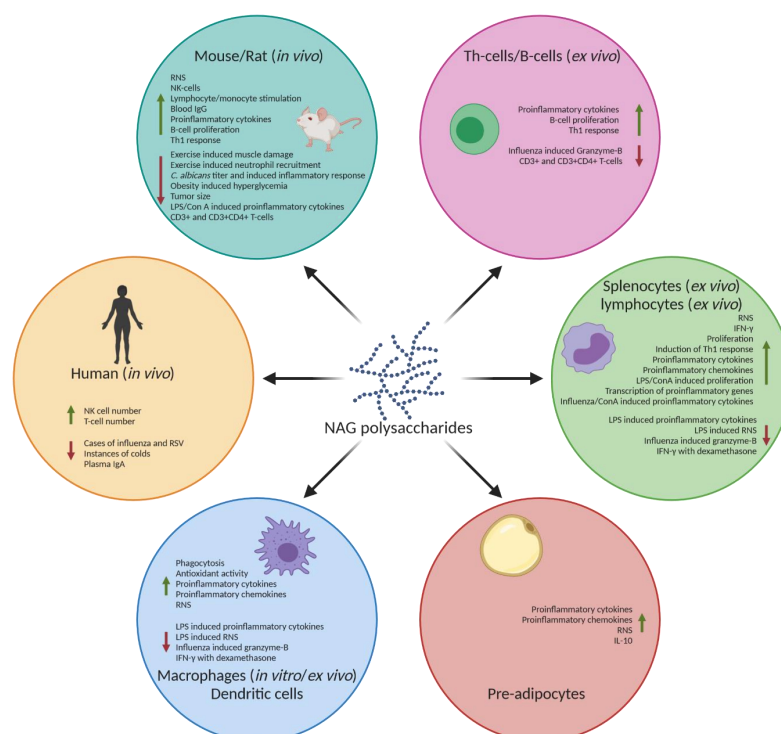 Mouse/Rat (in vivo)
RNS
NK-cells
Lymphocyte/monocyte stimulation
Blood IgG
Proinflammatory cytokines
B-cell proliferation
Th1 response
Exercise induced muscle damage
Exercise induced neutrophil recruitment
C. albicans titer and induced inflammatory response
Obesity induced hyperglycemia
Tumor size
LPS/Con A induced proinflammatory cytokines
CD3+ and CD3+CD4+ T-cells
Th-cells/B-cells (ex vivo)
Proinflammatory cytokines
B-cell proliferation
Th1 response
Influenza induced Granzyme-B
CD3+ and CD3+CD4+ T-cells
Human (in vivo)
NK cell number
T-cell number
Cases of influenza and RSV
Instances of colds
Plasma IgA
NAG polysaccharides
Splenocytes (ex vivo)
lymphocytes (ex vivo)
RNS
IFN-γ
Proliferation
Induction of Th1 response
Proinflammatory cytokines
Proinflammatory chemokines
LPS/ConA induced proliferation
Transcription of proinflammatory genes
Influenza/ConA induced proinflammatory cytokines
LPS induced proinflammatory cytokines
LPS induced RNS
Influenza induced granzyme-B
IFN-γ with dexamethasone
Phagocytosis
Antioxidant activity
Proinflammatory cytokines
Proinflammatory chemokines
RNS
LPS induced proinflammatory cytokines
LPS induced RNS
Influenza induced granzyme-B
IFN-γ with dexamethasone
Macrophages (in vitro/ex vivo)
Dendritic cells
Proinflammatory cytokines
Proinflammatory chemokines
RNS
IL-10
Pre-adipocytes